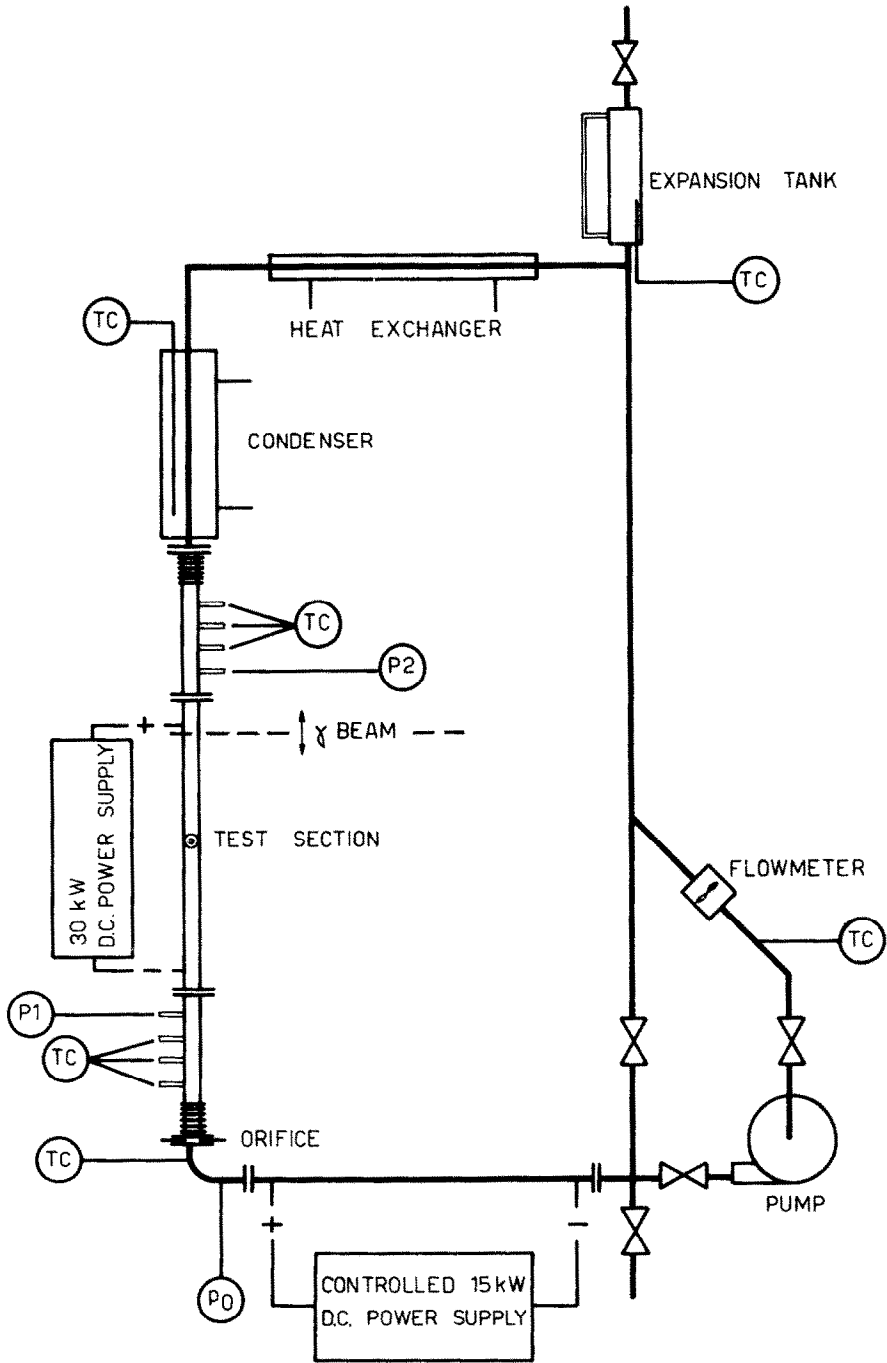 EXPANSION TANK
TC
TC
HEAT EXCHANGER
CONDENSER
TC
P2
+
γ BEAM
30 kW
D.C. POWER SUPPLY
TEST SECTION
FLOWMETER
TC
P1
TC
ORIFICE
TC
PUMP
+
−
P0
CONTROLLED 15 kW
D.C. POWER SUPPLY